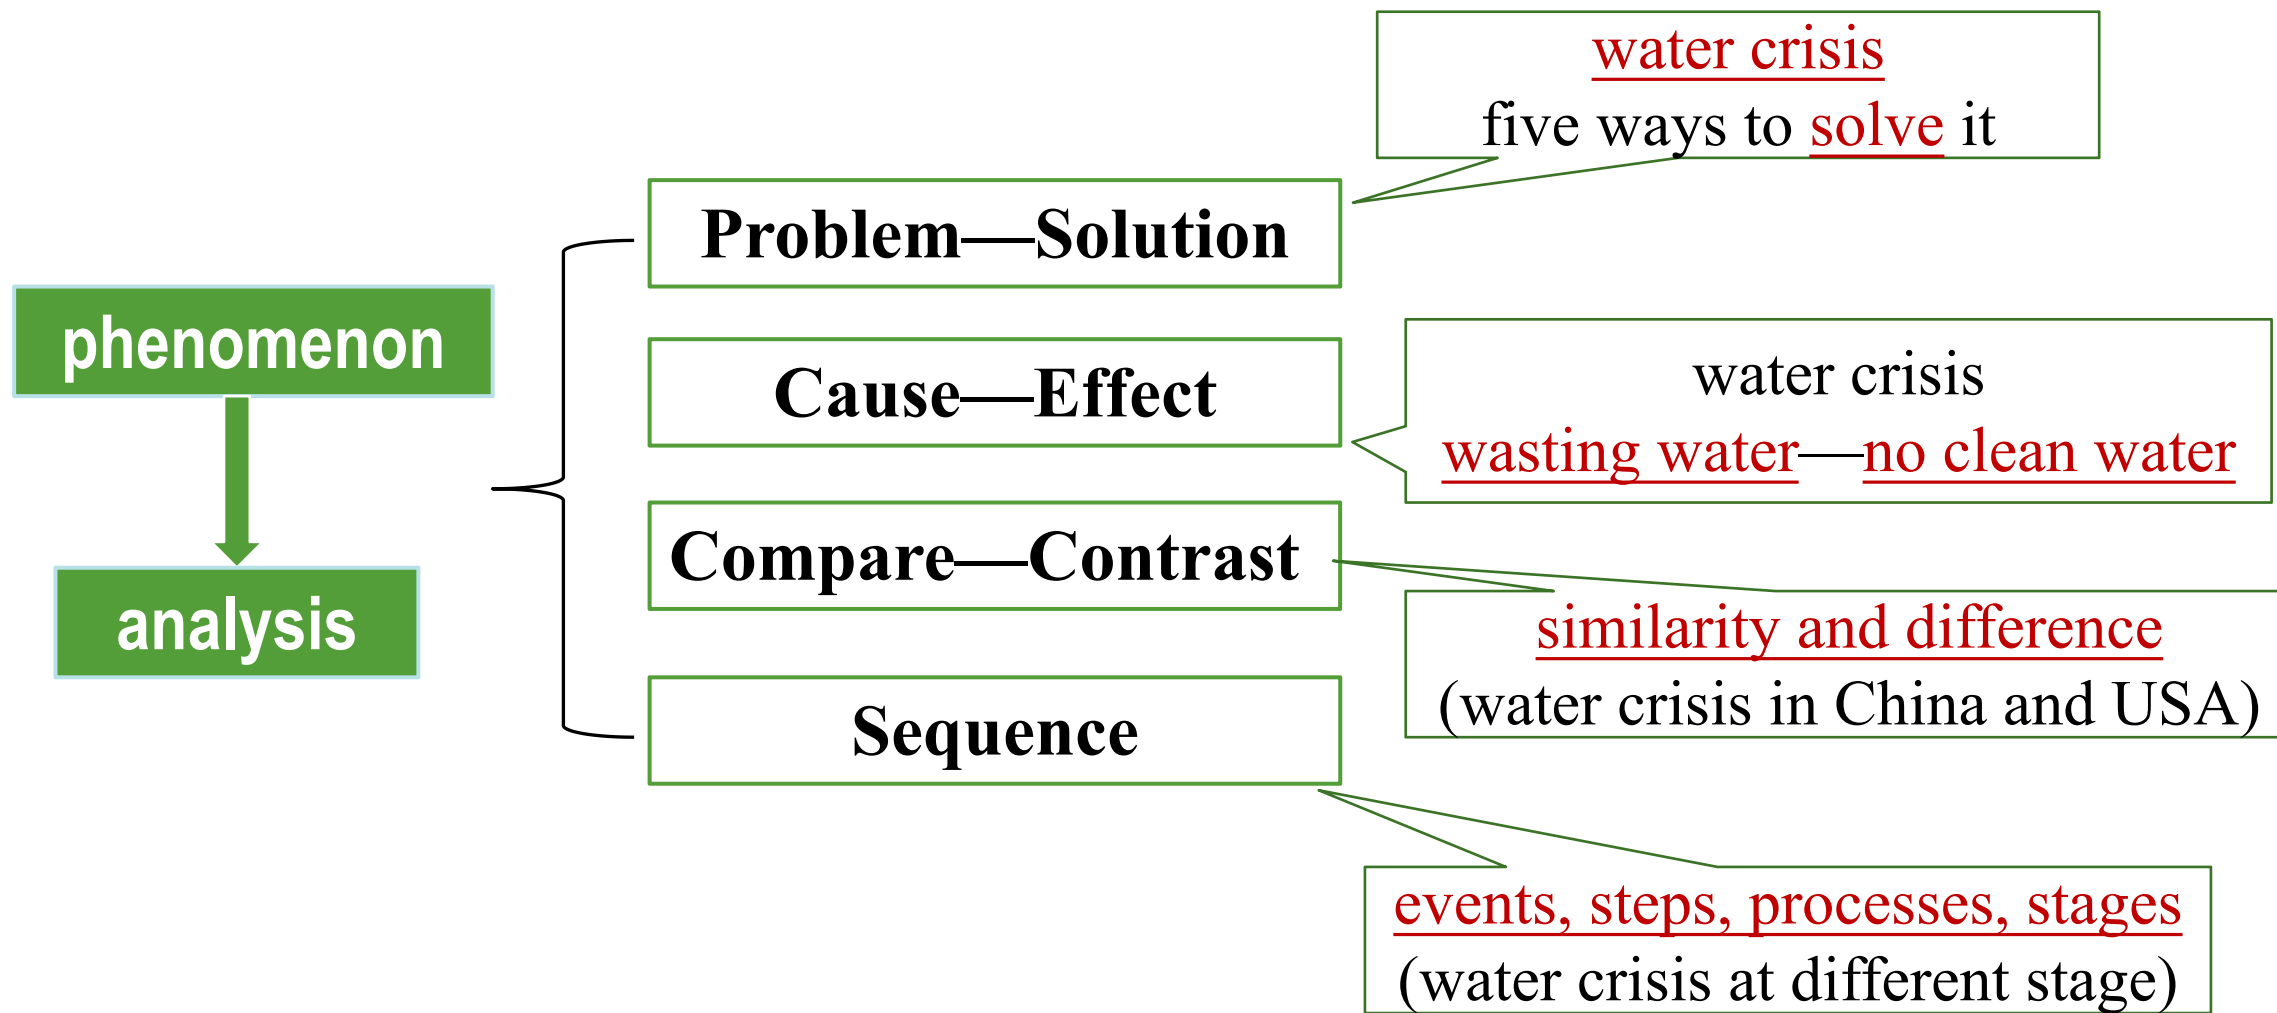 water crisis
five ways to solve it
Problem—Solution
phenomenon
Cause—Effect
water crisis
wasting water—no clean water
Compare—Contrast
analysis
similarity and difference
(water crisis in China and USA)
Sequence
events, steps, processes, stages
(water crisis at different stage)